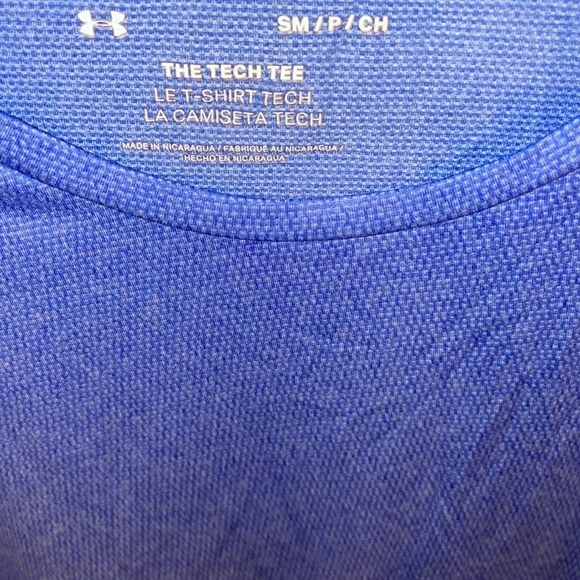 SM / P / CH
THE TECH TEE
LE T-SHIRT TECH
LA CAMISETA TECH
MADE IN NICARAGUA / FABRIQUÉ AU NICARAGUA /
HECHO EN NICARAGUA